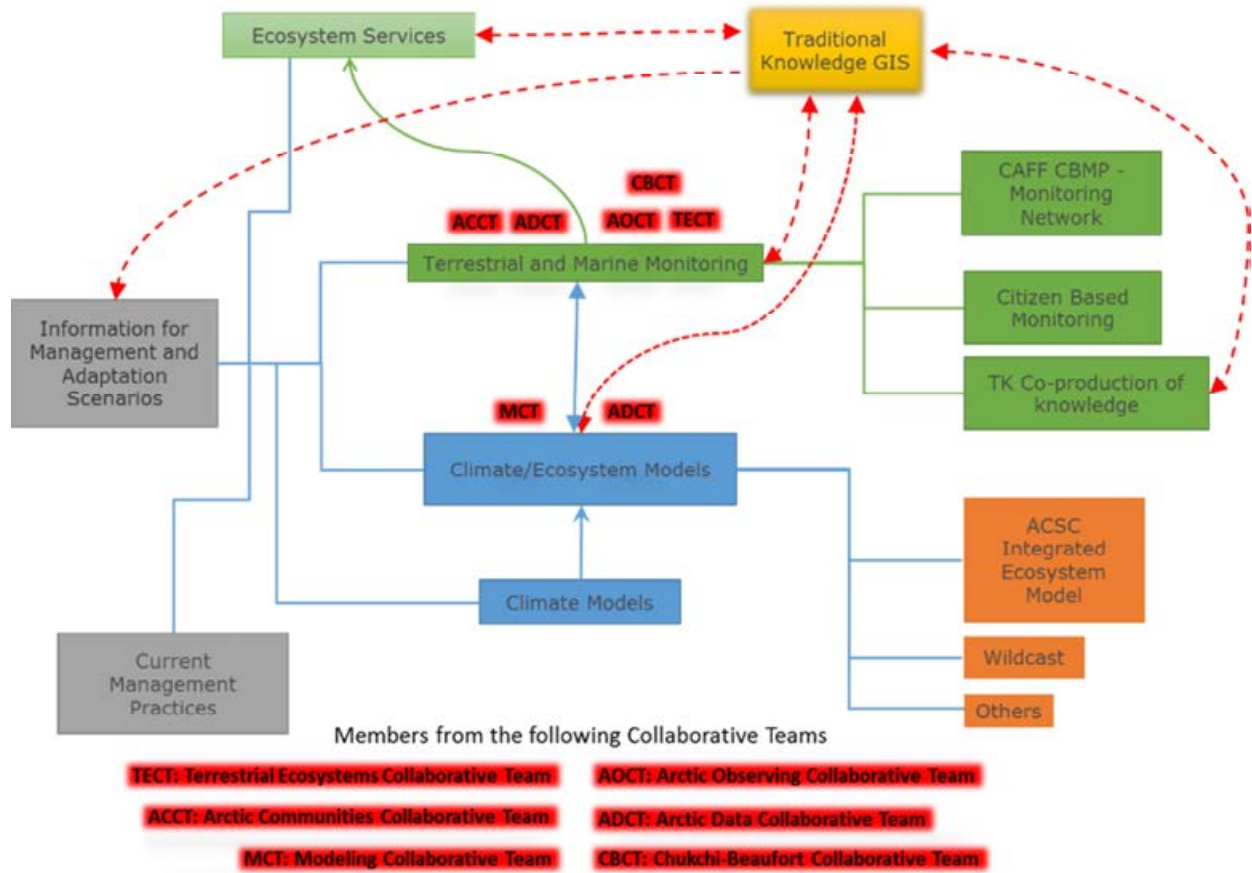 Ecosystem Services
Traditional
Knowledge GIS
CBCT
ACCT ADCT AOCT TECT
Terrestrial and Marine Monitoring
CAFF CBMP -
Monitoring
Network
Citizen Based
Monitoring
TK Co-production of
knowledge
Information for
Management and
Adaptation
Scenarios
MCT ADCT
Climate/Ecosystem Models
Climate Models
ACSC
Integrated
Ecosystem
Model
Wildcast
Others
Current
Management
Practices
Members from the following Collaborative Teams
TECT: Terrestrial Ecosystems Collaborative Team
AOCT: Arctic Observing Collaborative Team
ACCT: Arctic Communities Collaborative Team
ADCT: Arctic Data Collaborative Team
MCT: Modeling Collaborative Team
CBCT: Chukchi-Beaufort Collaborative Team